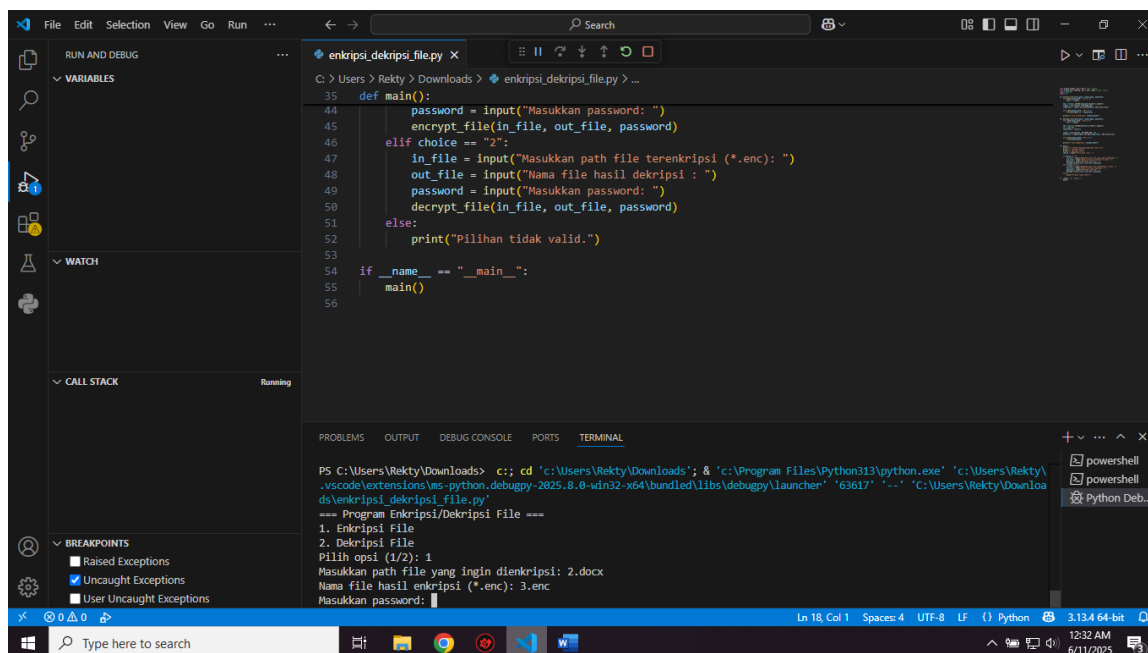 File Edit Selection View Go Run ···
Search
RUN AND DEBUG ···
VARIABLES
WATCH
CALL STACK Running
BREAKPOINTS
Raised Exceptions
Uncaught Exceptions
User Uncaught Exceptions
enkripsi_dekripsi_file.py
C: > Users > Rekty > Downloads > enkripsi_dekripsi_file.py > ...
35 def main():
44 password = input("Masukkan password: ")
45 encrypt_file(in_file, out_file, password)
46 elif choice == "2":
47 in_file = input("Masukkan path file terenkripsi (*.enc): ")
48 out_file = input("Nama file hasil dekripsi : ")
49 password = input("Masukkan password: ")
50 decrypt_file(in_file, out_file, password)
51 else:
52 print("Pilihan tidak valid.")
53
54 if __name__ == "__main__":
55 main()
56
PROBLEMS OUTPUT DEBUG CONSOLE PORTS TERMINAL
PS C:\Users\Rekty\Downloads> c:; cd 'c:\Users\Rekty\Downloads'; & 'c:\Program Files\Python313\python.exe' 'c:\Users\Rekty\
.vscode\extensions\ms-python.debugpy-2025.8.0-win32-x64\bundled\libs\debugpy\launcher' '63617' '--' 'C:\Users\Rekty\Downloa
ds\enkripsi_dekripsi_file.py'
=== Program Enkripsi/Dekripsi File ===
1. Enkripsi File
2. Dekripsi File
Pilih opsi (1/2): 1
Masukkan path file yang ingin dienkripsi: 2.docx
Nama file hasil enkripsi (*.enc): 3.enc
Masukkan password:
powershell
powershell
Python Deb...
0 0 Ln 18, Col 1 Spaces: 4 UTF-8 LF {} Python 3.13.4 64-bit
Type here to search
12:32 AM
6/11/2025